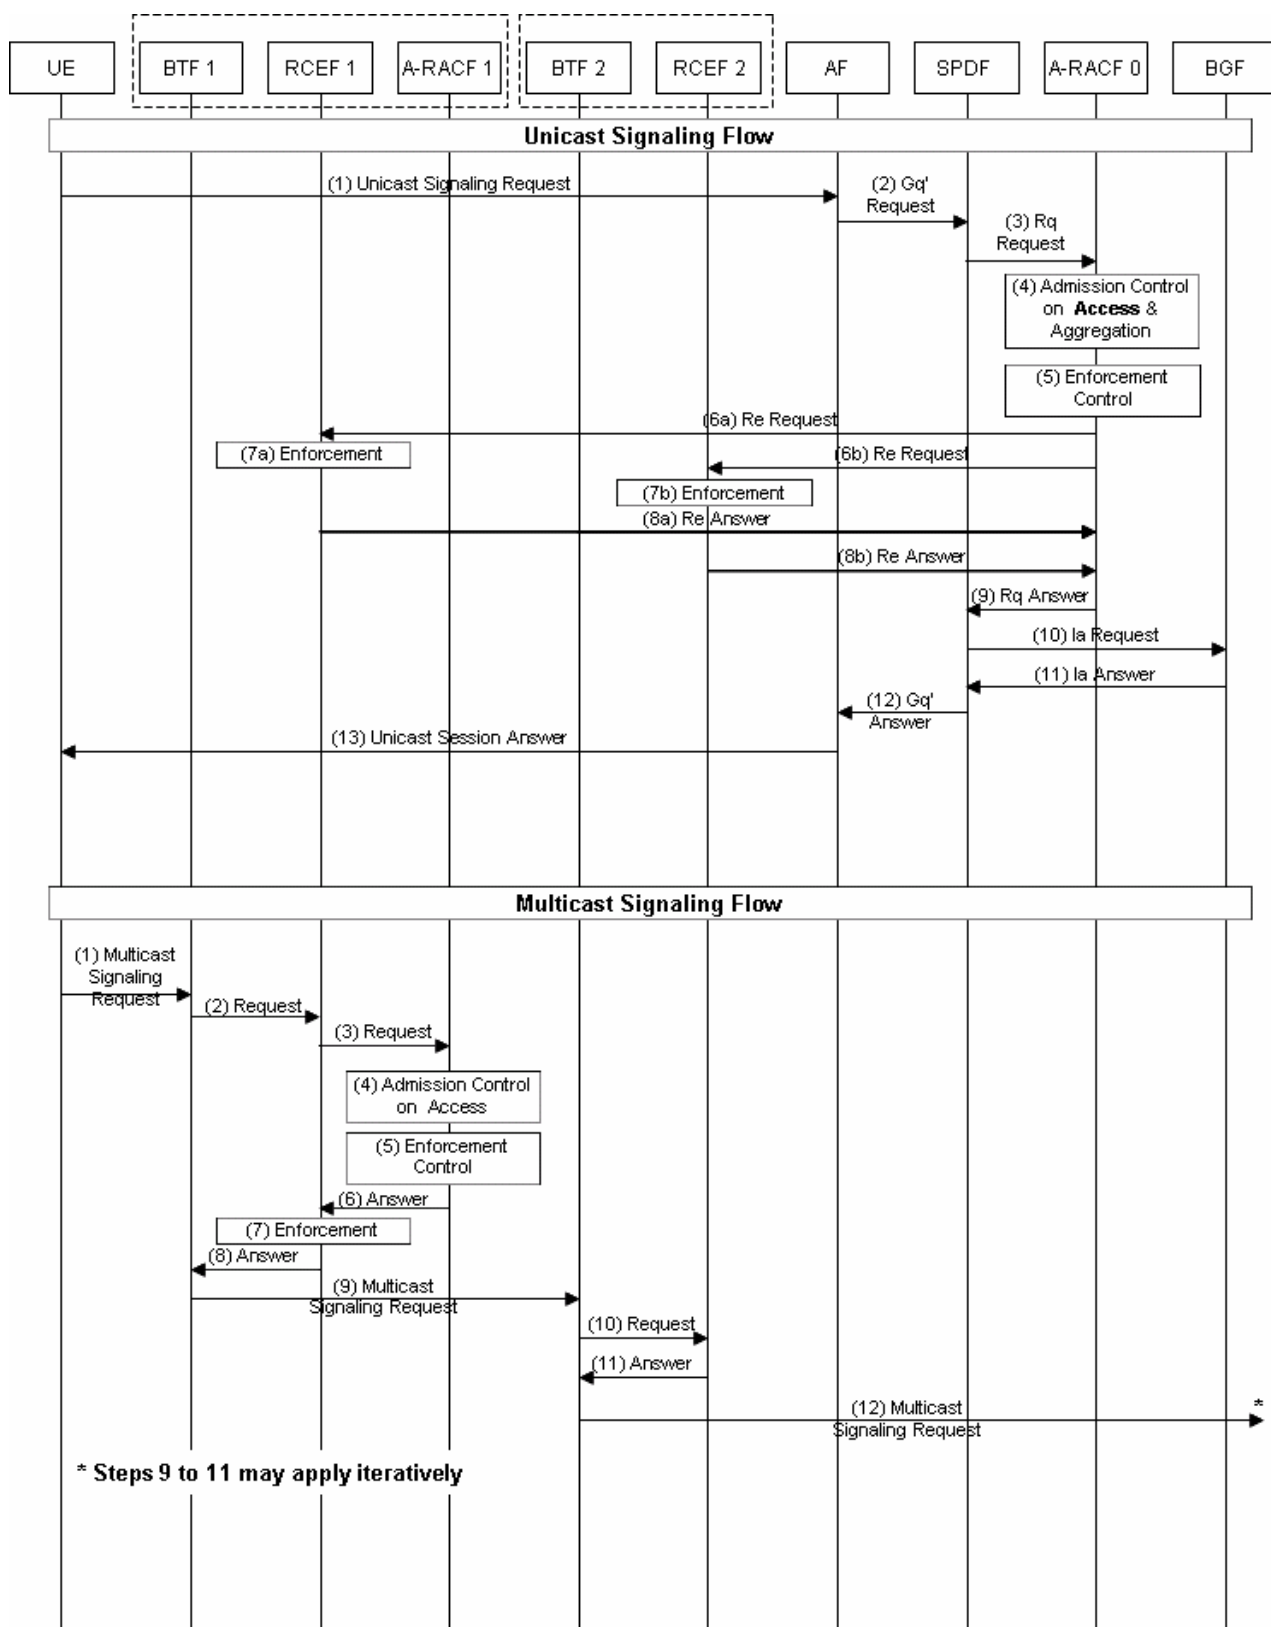 UE
BTF 1
RCEF 1
A-RACF 1
BTF 2
RCEF 2
AF
SPDF
A-RACF 0
BGF
Unicast Signaling Flow
(1) Unicast Signaling Request
(2) Gq'
Request
(3) Rq
Request
(4) Admission Control
on Access &
Aggregation
(5) Enforcement
Control
(6a) Re Request
(7a) Enforcement
(6b) Re Request
(7b) Enforcement
(8a) Re Answer
(8b) Re Answer
(9) Rq Answer
(10) Ia Request
(11) Ia Answer
(12) Gq'
Answer
(13) Unicast Session Answer
Multicast Signaling Flow
(1) Multicast
Signaling
Request
(2) Request
(3) Request
(4) Admission Control
on Access
(5) Enforcement
Control
(6) Answer
(7) Enforcement
(8) Answer
(9) Multicast
Signaling Request
(10) Request
(11) Answer
(12) Multicast
Signaling Request
*
* Steps 9 to 11 may apply iteratively